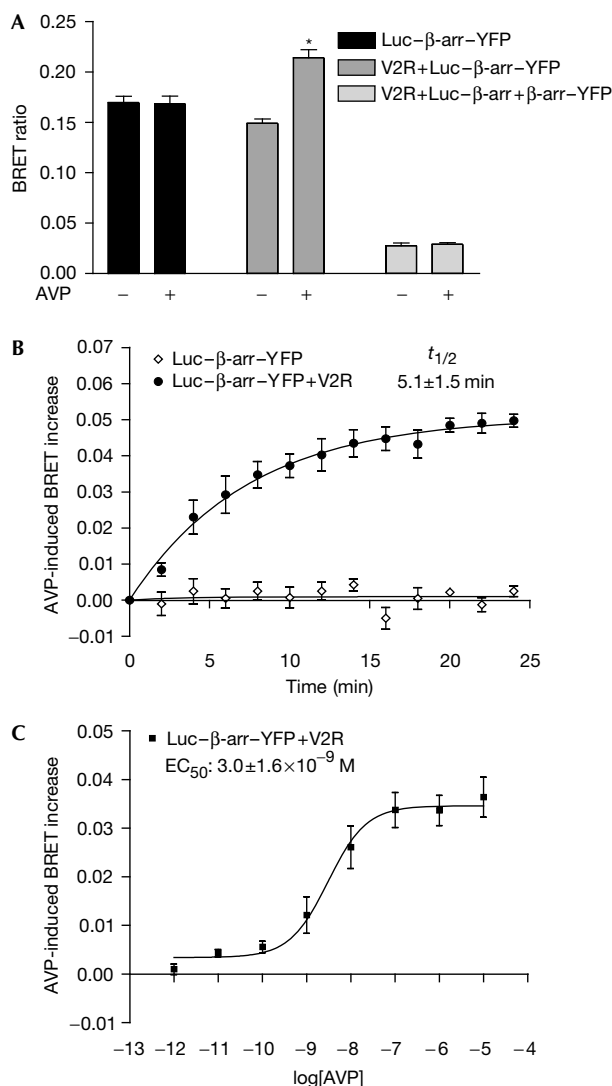 A
Luc–β-arr–YFP
V2R+Luc–β-arr–YFP
V2R+Luc–β-arr+β-arr–YFP
*
BRET ratio
0.25
0.20
0.15
0.10
0.05
0.00
AVP – + – + – +
B
Luc–β-arr–YFP
Luc–β-arr–YFP+V2R
t1/2
5.1±1.5 min
AVP-induced BRET increase
0.07
0.06
0.05
0.04
0.03
0.02
0.01
0.00
–0.01
0 5 10 15 20 25
Time (min)
C
Luc–β-arr–YFP+V2R
EC50: 3.0±1.6×10–9 M
AVP-induced BRET increase
0.05
0.04
0.03
0.02
0.01
0.00
–0.01
–13 –12 –11 –10 –9 –8 –7 –6 –5 –4
log[AVP]